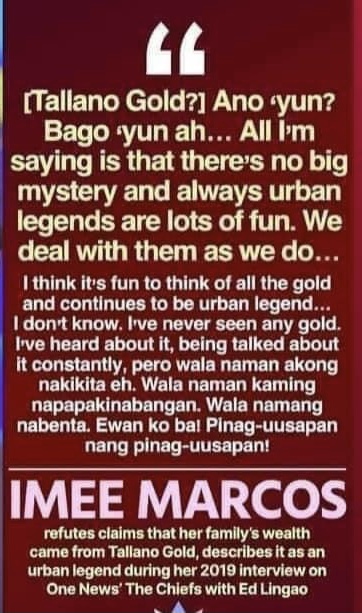 “
[Tallano Gold?] Ano ‘yun?
Bago ‘yun ah... All I'm
saying is that there's no big
mystery and always urban
legends are lots of fun. We
deal with them as we do...
I think it's fun to think of all the gold
and continues to be urban legend...
I don't know. I've never seen any gold.
I've heard about it, being talked about
it constantly, pero wala naman akong
nakikita eh. Wala naman kaming
napapakinabangan. Wala namang
nabenta. Ewan ko ba! Pinag-uusapan
nang pinag-uusapan!
IMEE MARCOS
refutes claims that her family's wealth
came from Tallano Gold, describes it as an
urban legend during her 2019 interview on
One News' The Chiefs with Ed Lingao